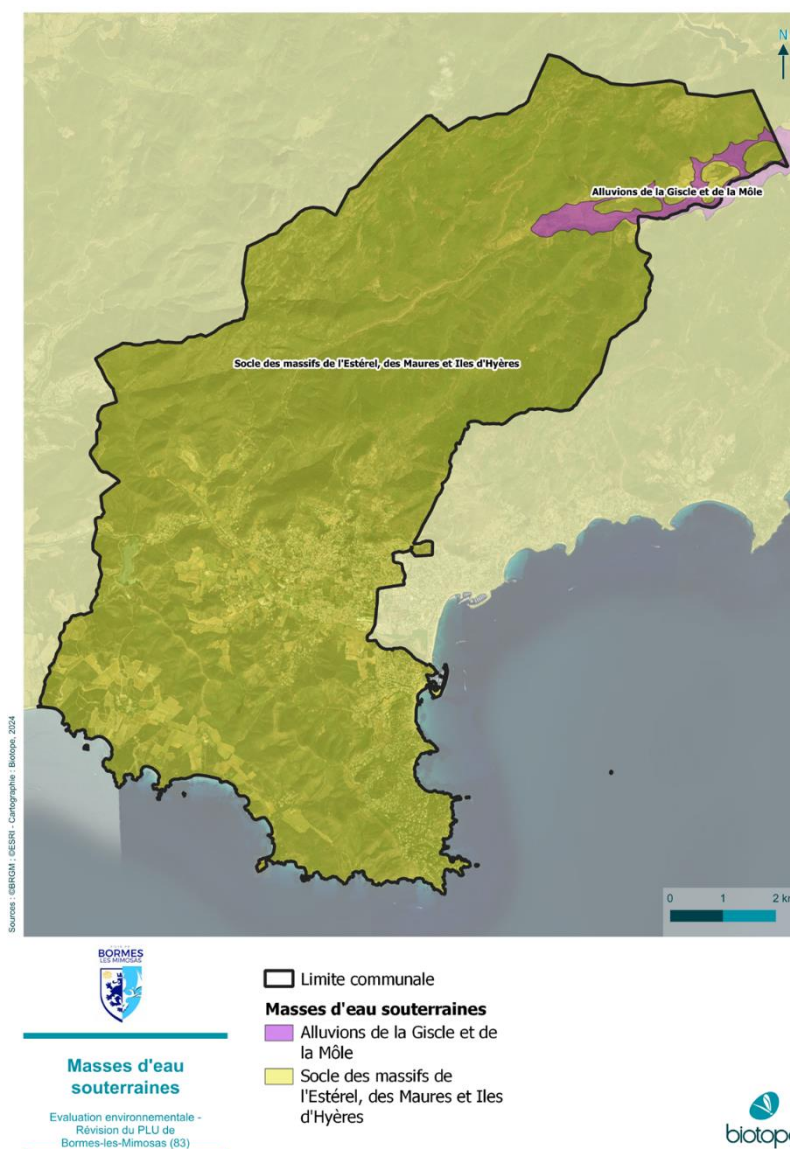 N
Alluvions de la Giscle et de la Môle
Socle des massifs de l'Estérel, des Maures et Iles d'Hyères
Sources : ©BRGM ; ©ESRI - Cartographie : Biotope, 2024
0 1 2 km
BORMES
LES MIMOSAS
Masses d'eau
souterraines
Evaluation environnementale -
Révision du PLU de
Bormes-les-Mimosas (83)
Limite communale
Masses d'eau souterraines
Alluvions de la Giscle et de
la Môle
Socle des massifs de
l'Estérel, des Maures et Iles
d'Hyères
biotope